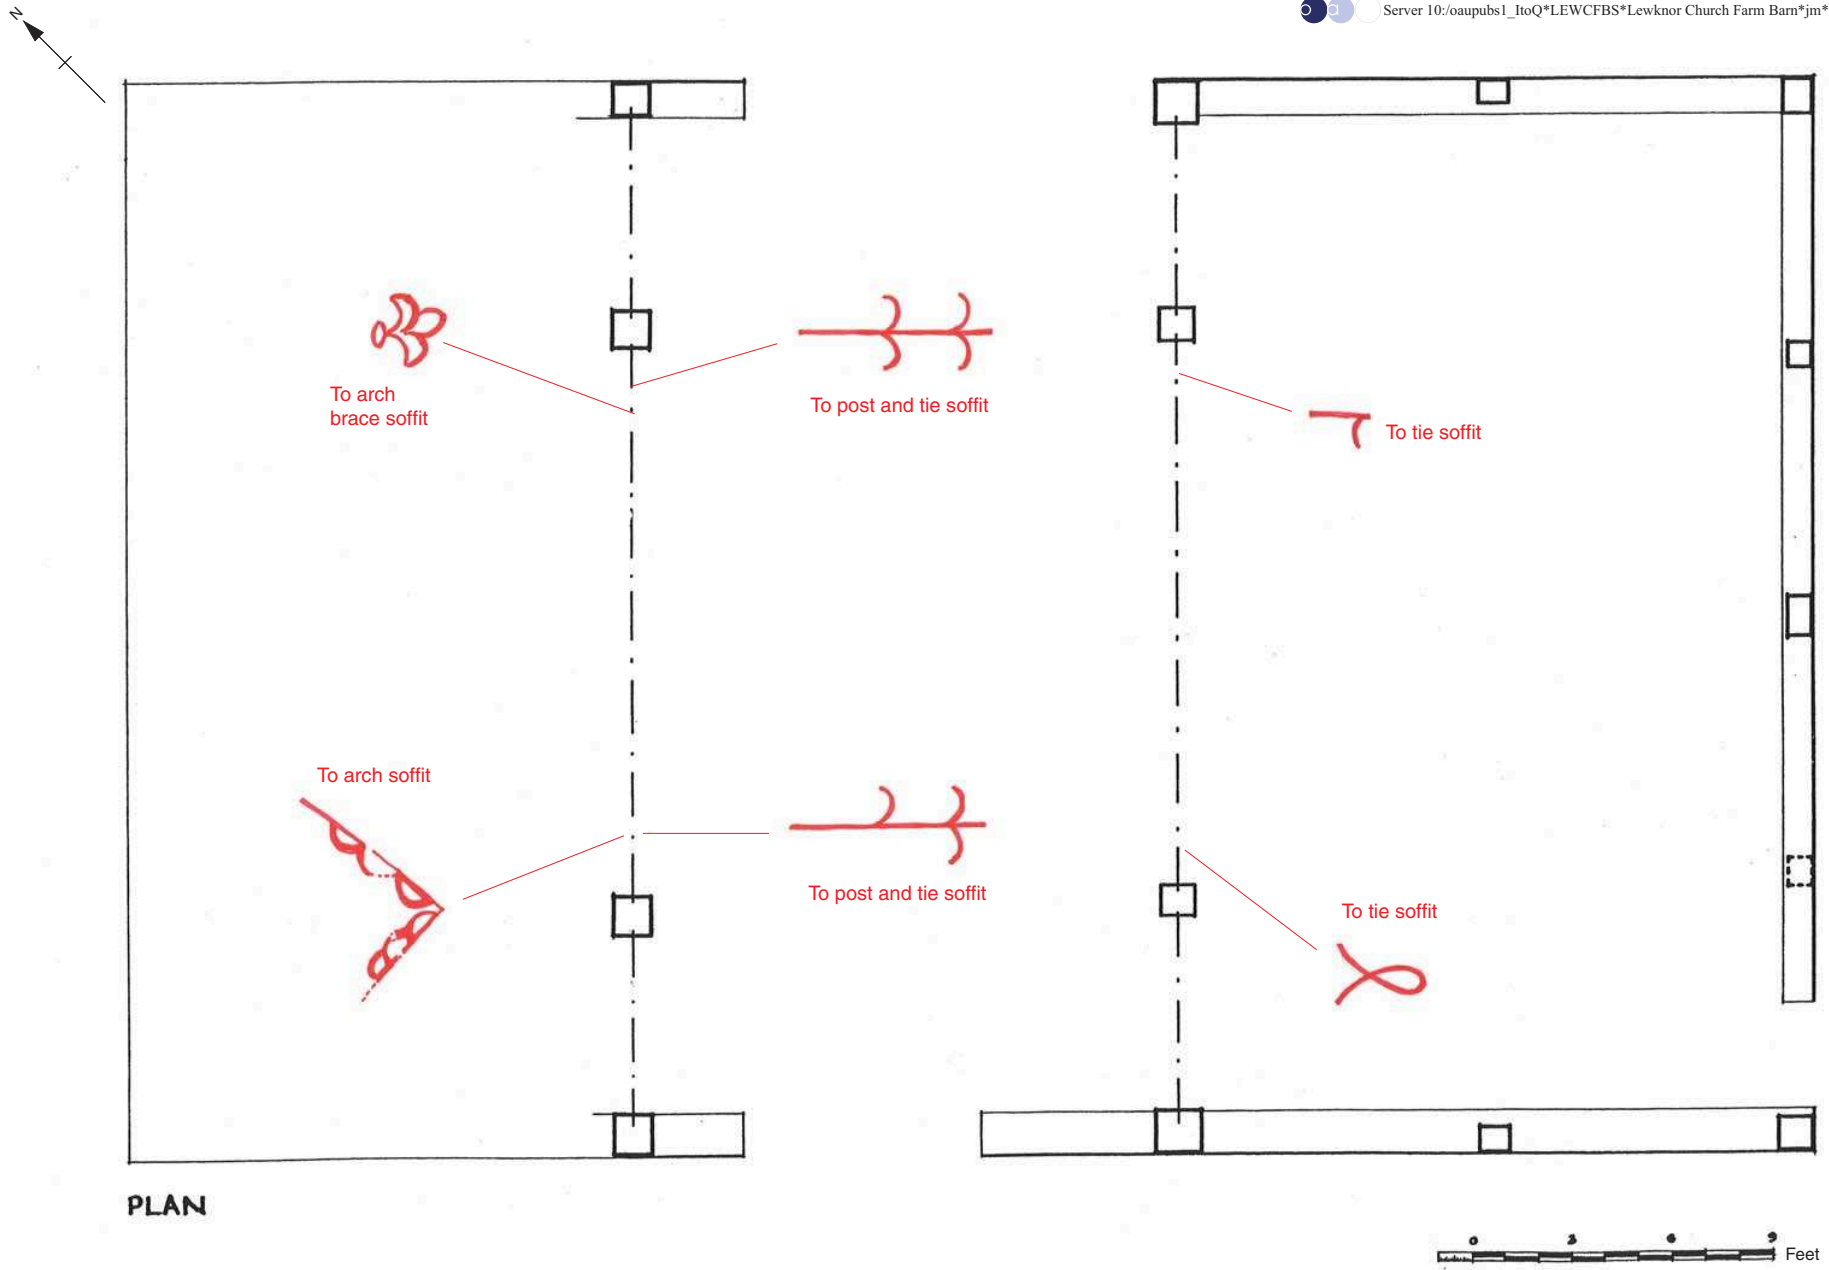 N
o a Server 10:/oaupubs1_ItoQ*LEWCFBS*Lewknor Church Farm Barn*jm*
To arch
brace soffit
To post and tie soffit
To tie soffit
To arch soffit
To post and tie soffit
To tie soffit
PLAN
0 3 6 9 Feet